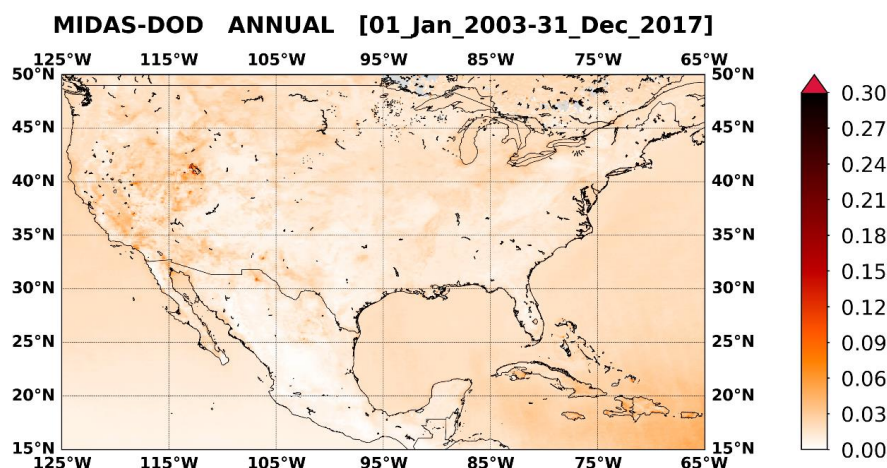 MIDAS-DOD ANNUAL [01_Jan_2003-31_Dec_2017]
125°W 115°W 105°W 95°W 85°W 75°W 65°W
50°N 50°N 0.30
0.27
45°N 45°N
0.24
40°N 40°N 0.21
0.18
35°N 35°N
0.15
30°N 30°N
0.12
25°N 25°N 0.09
0.06
20°N 20°N
0.03
15°N 15°N 0.00
125°W 115°W 105°W 95°W 85°W 75°W 65°W